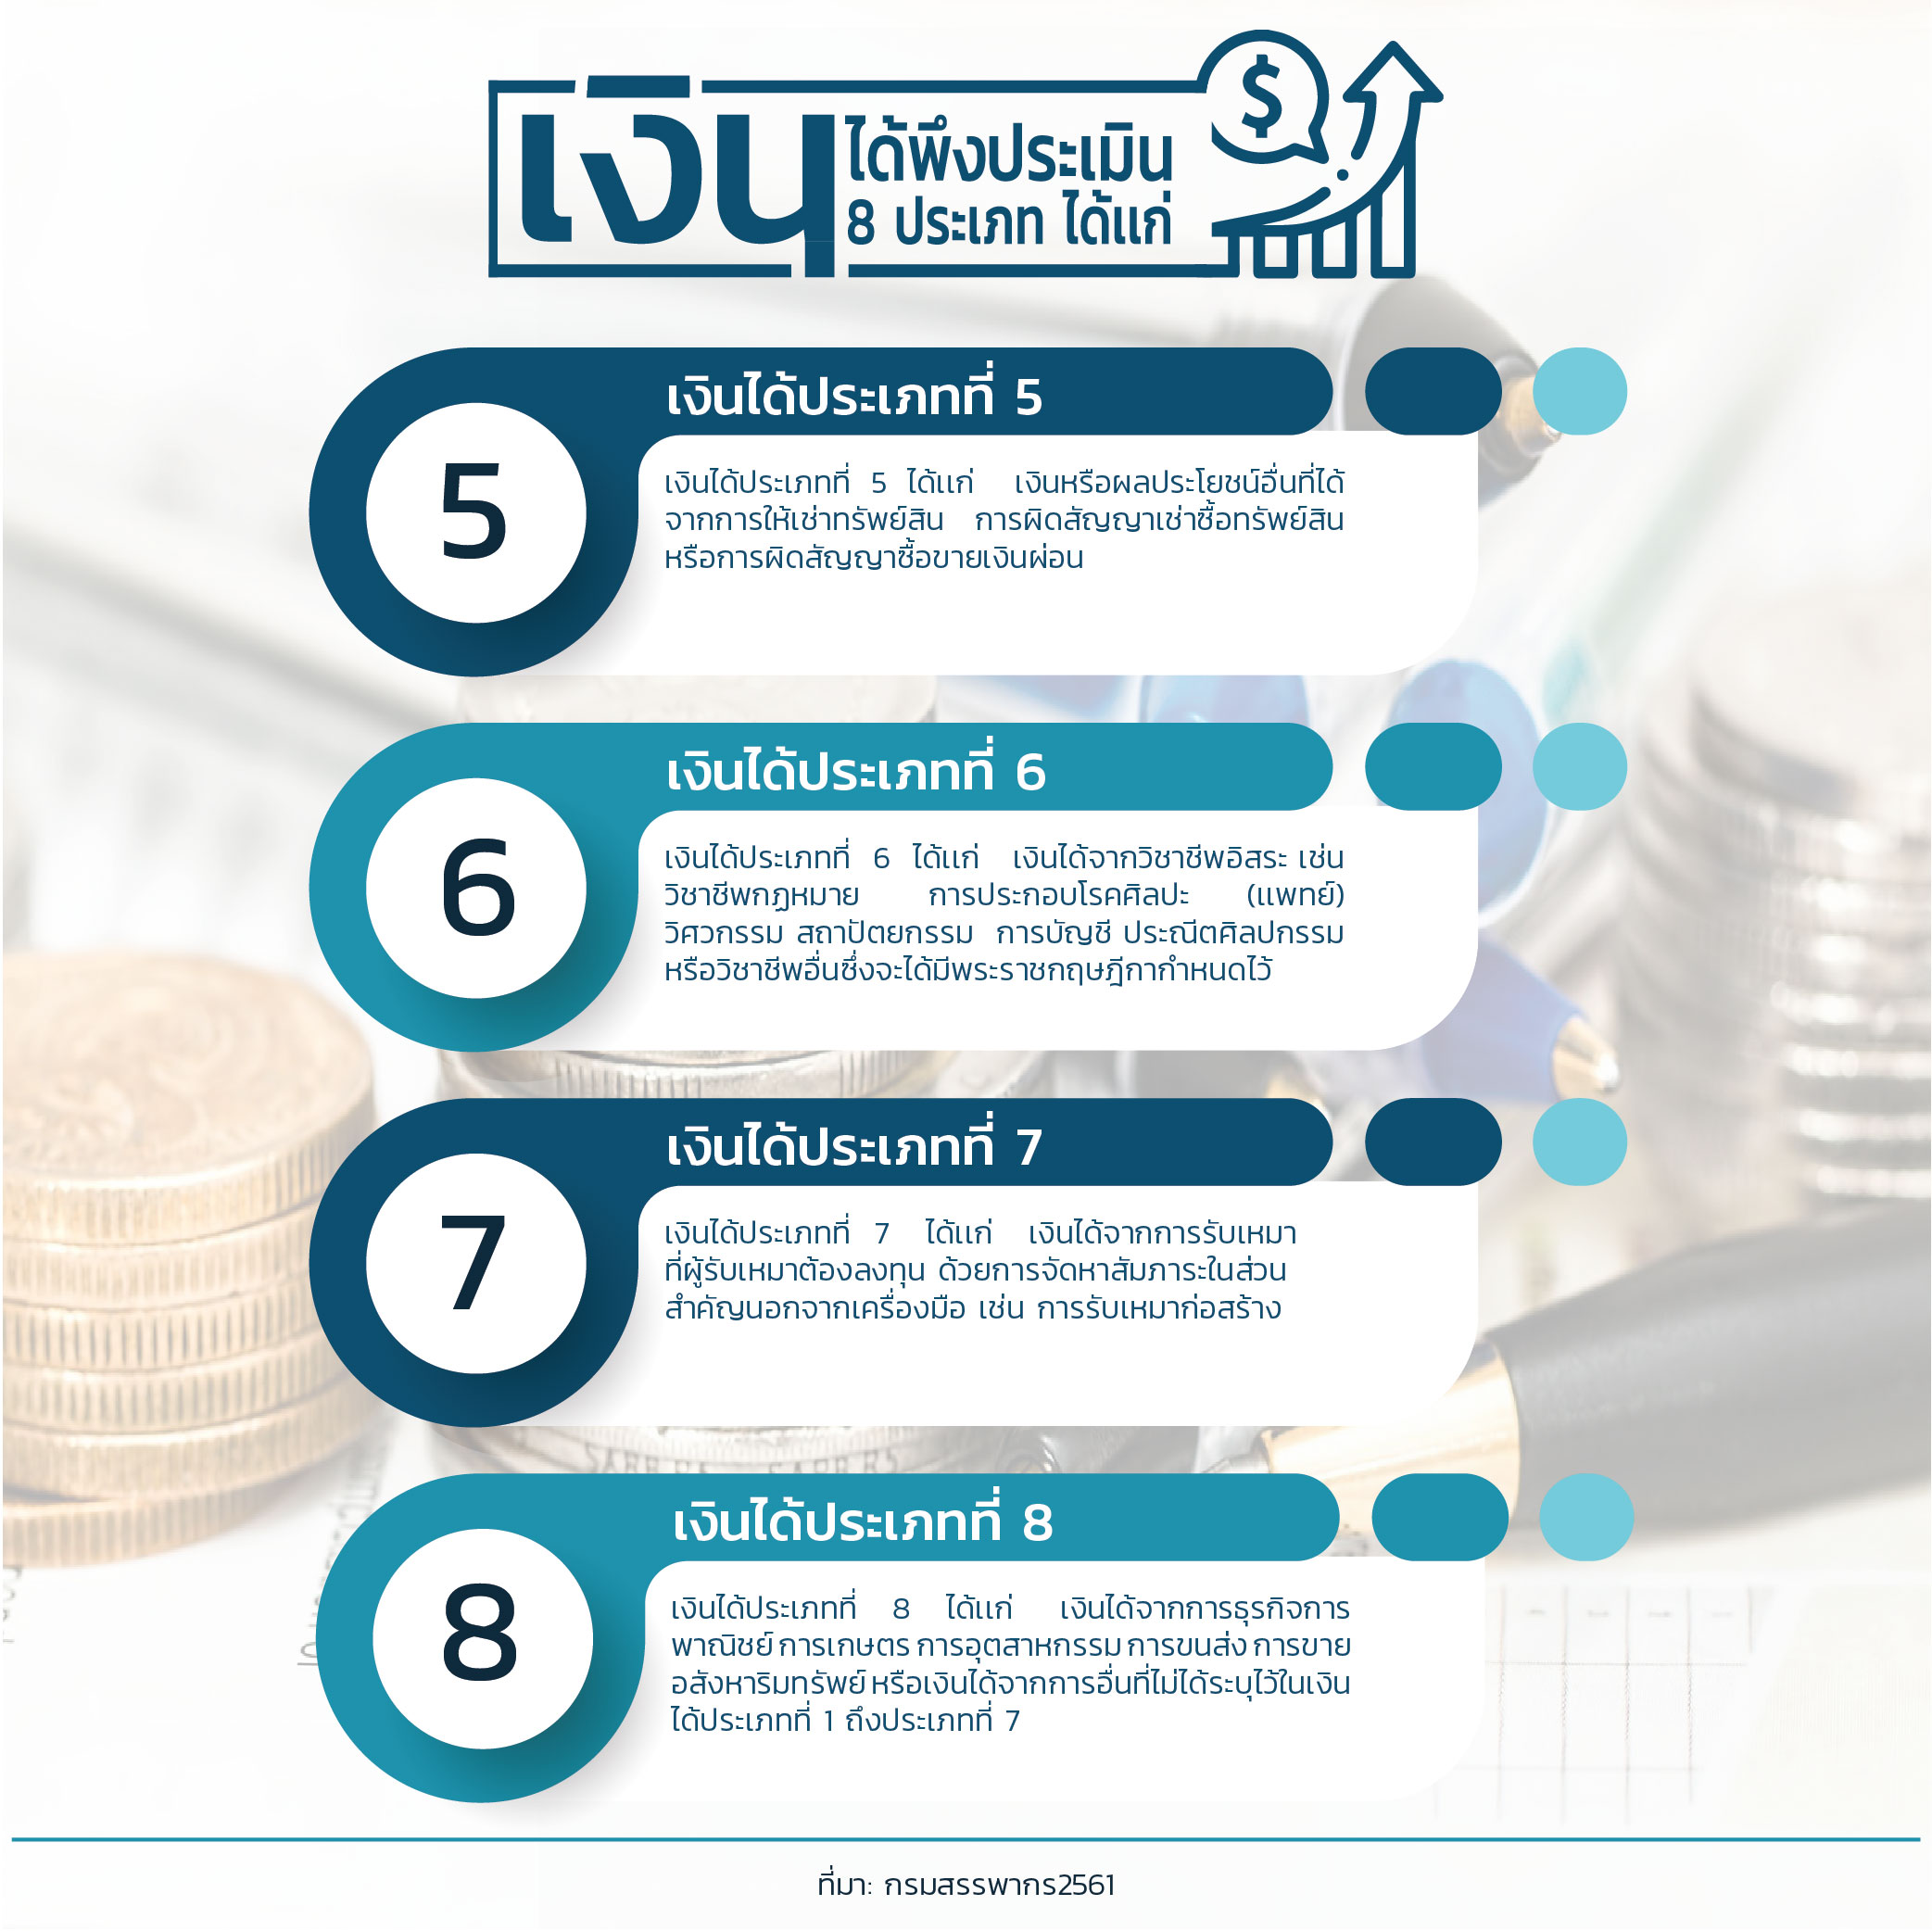 เงินได้พึงประเมิน
8 ประเภท ได้แก่
เงินได้ประเภทที่ 5
5
เงินได้ประเภทที่ 5 ได้แก่ เงินหรือผลประโยชน์อื่นที่ได้
จากการให้เช่าทรัพย์สิน การผิดสัญญาเช่าซื้อทรัพย์สิน
หรือการผิดสัญญาซื้อขายเงินผ่อน
เงินได้ประเภทที่ 6
6
เงินได้ประเภทที่ 6 ได้แก่ เงินได้จากวิชาชีพอิสระ เช่น
วิชาชีพกฏหมาย การประกอบโรคศิลปะ (แพทย์)
วิศวกรรม สถาปัตยกรรม การบัญชี ประณีตศิลปกรรม
หรือวิชาชีพอื่นซึ่งจะได้มีพระราชกฤษฎีกากำหนดไว้
เงินได้ประเภทที่ 7
7
เงินได้ประเภทที่ 7 ได้แก่ เงินได้จากการรับเหมา
ที่ผู้รับเหมาต้องลงทุน ด้วยการจัดหาสัมภาระในส่วน
สำคัญนอกจากเครื่องมือ เช่น การรับเหมาก่อสร้าง
เงินได้ประเภทที่ 8
8
เงินได้ประเภทที่ 8 ได้แก่ เงินได้จากการธุรกิจการ
พาณิชย์ การเกษตร การอุตสาหกรรม การขนส่ง การขาย
อสังหาริมทรัพย์ หรือเงินได้จากการอื่นที่ไม่ได้ระบุไว้ในเงิน
ได้ประเภทที่ 1 ถึงประเภทที่ 7
ที่มา: กรมสรรพากร2561